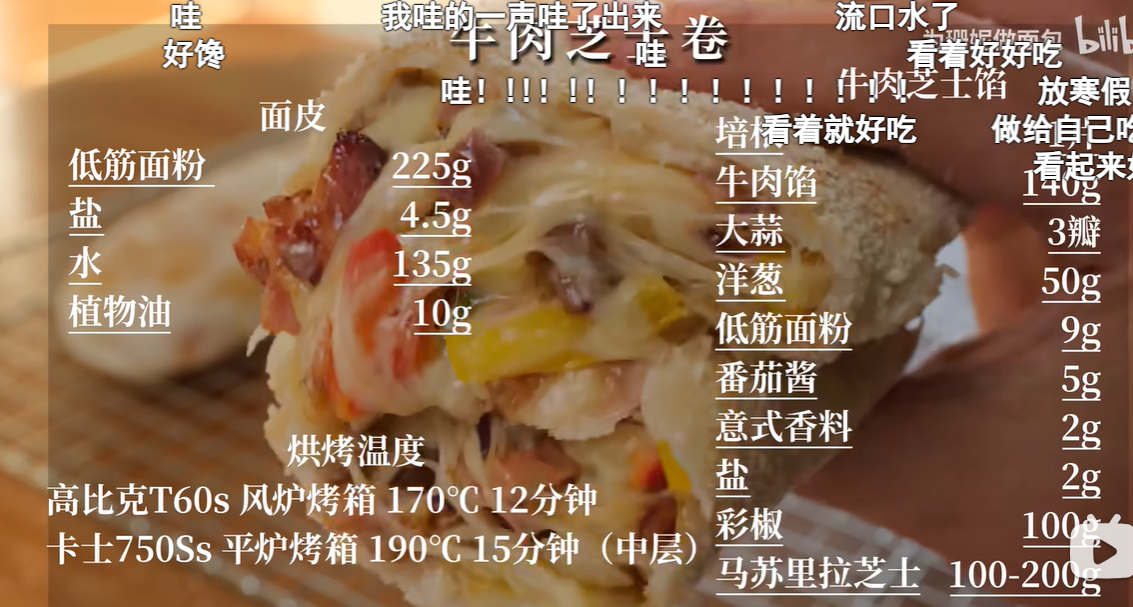 哇
我哇的一声哇了出来
流口水了
牛肉芝士卷
好馋
哇
看着好好吃
哇！！！！！！！！！！！！！！！
牛肉芝士馅
放寒假
看着就好吃
做给自己吃
看起来好
面皮
低筋面粉 225g
盐 4.5g
水 135g
植物油 10g
烘烤温度
高比克T60s 风炉烤箱 170℃ 12分钟
卡士750Ss 平炉烤箱 190℃ 15分钟（中层）
培根
牛肉馅 140g
大蒜 3瓣
洋葱 50g
低筋面粉 9g
番茄酱 5g
意式香料 2g
盐 2g
彩椒 100g
马苏里拉芝士 100-200g